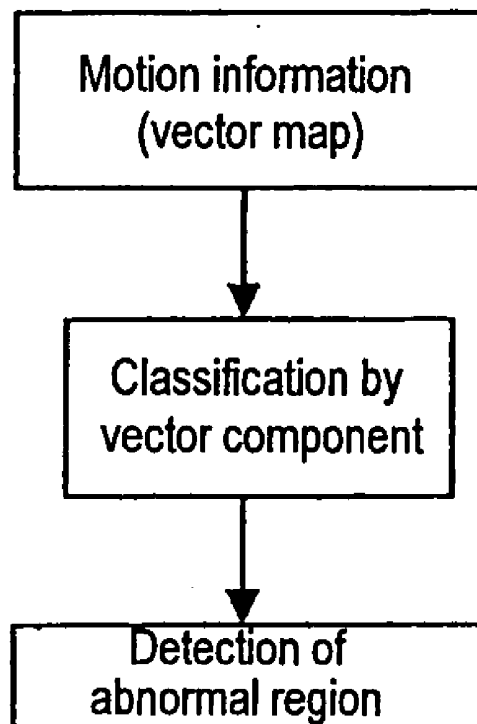 Motion information
(vector map)
Classification by
vector component
Detection of
abnormal region